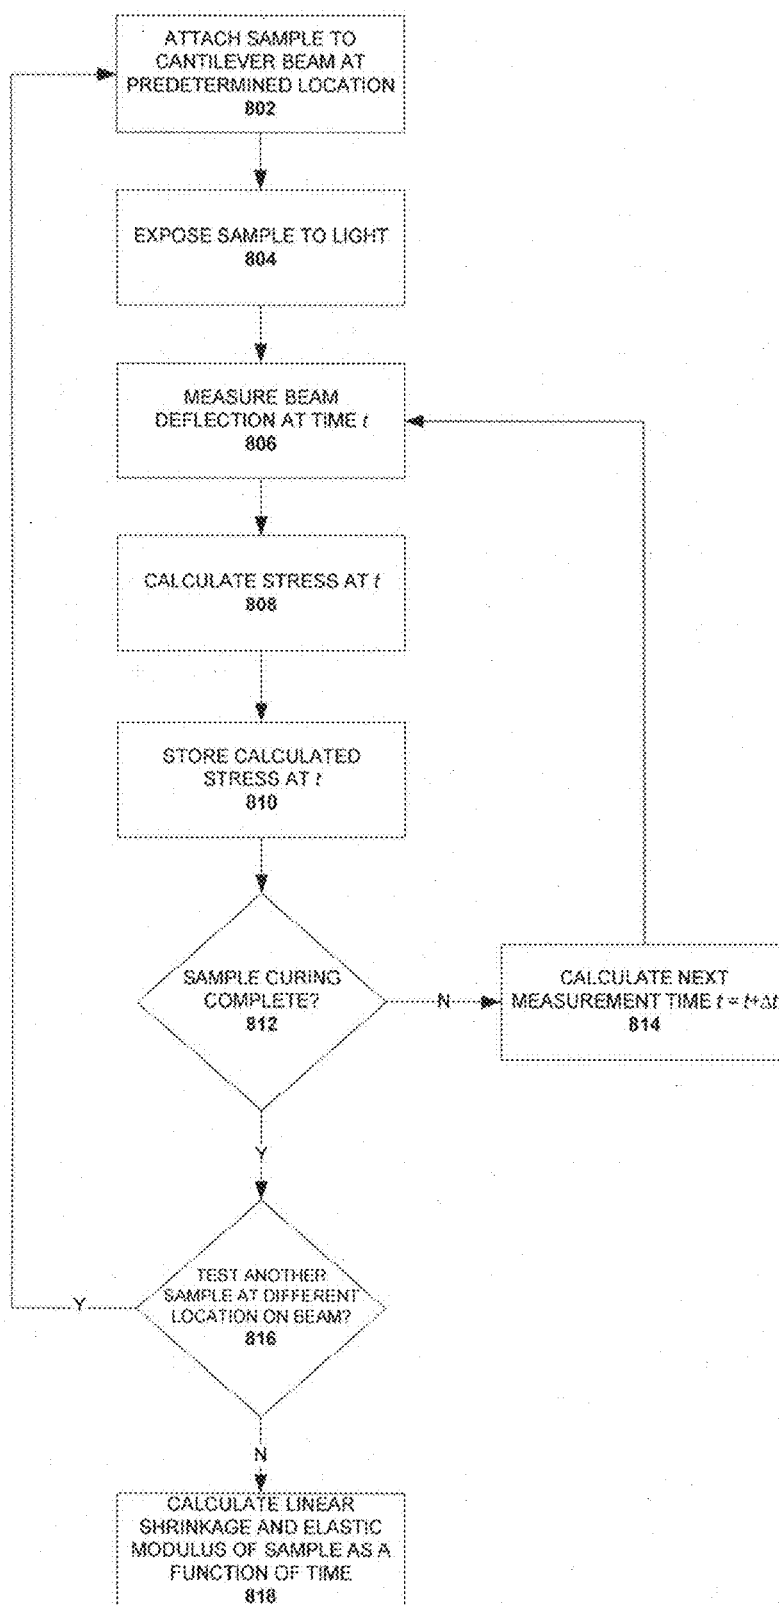 ATTACH SAMPLE TO
CANTILEVER BEAM AT
PREDETERMINED LOCATION
802
EXPOSE SAMPLE TO LIGHT
804
MEASURE BEAM
DEFLECTION AT TIME t
806
CALCULATE STRESS AT t
808
STORE CALCULATED
STRESS AT t
810
SAMPLE CURING
COMPLETE?
812
N
CALCULATE NEXT
MEASUREMENT TIME t = t+Δt
814
Y
TEST ANOTHER
SAMPLE AT DIFFERENT
LOCATION ON BEAM?
816
Y
N
CALCULATE LINEAR
SHRINKAGE AND ELASTIC
MODULUS OF SAMPLE AS A
FUNCTION OF TIME
818